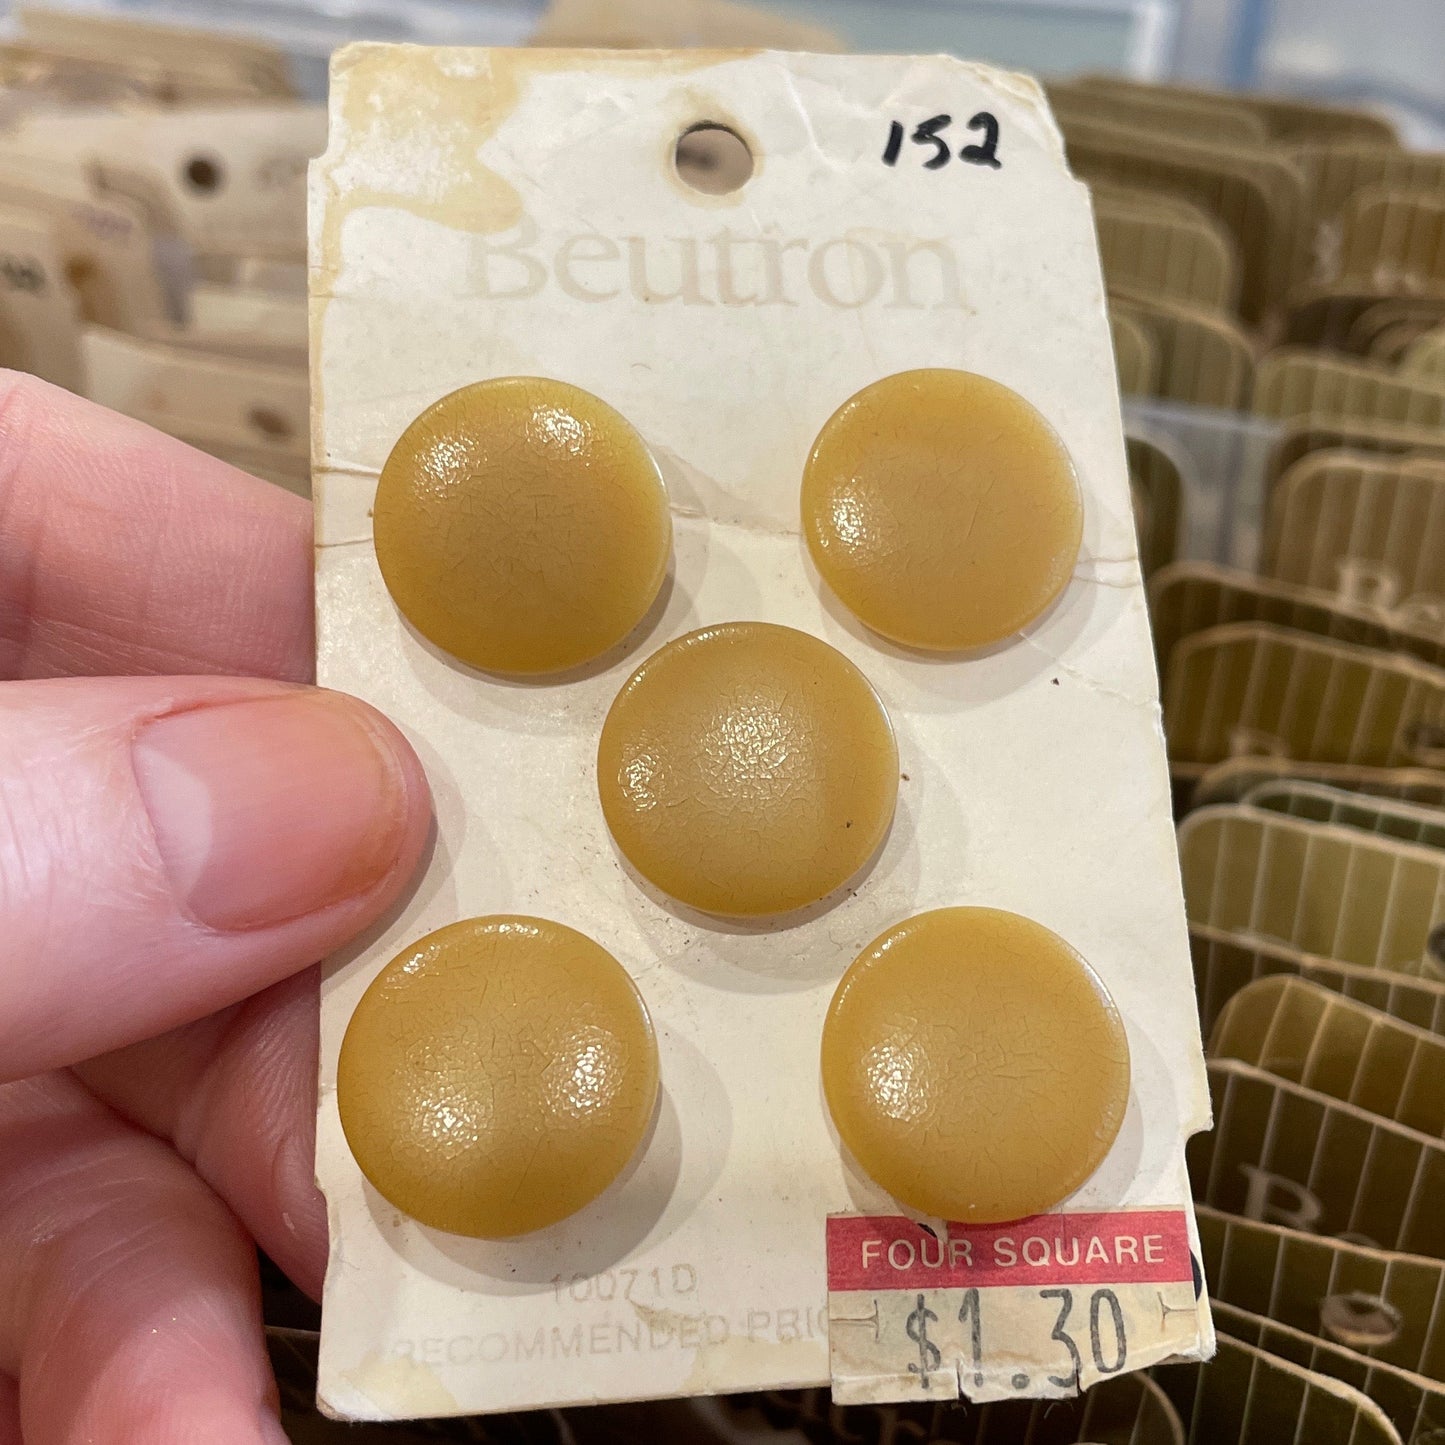 152
Beutron
10071D
RECOMMENDED PRIC
FOUR SQUARE
$1.30